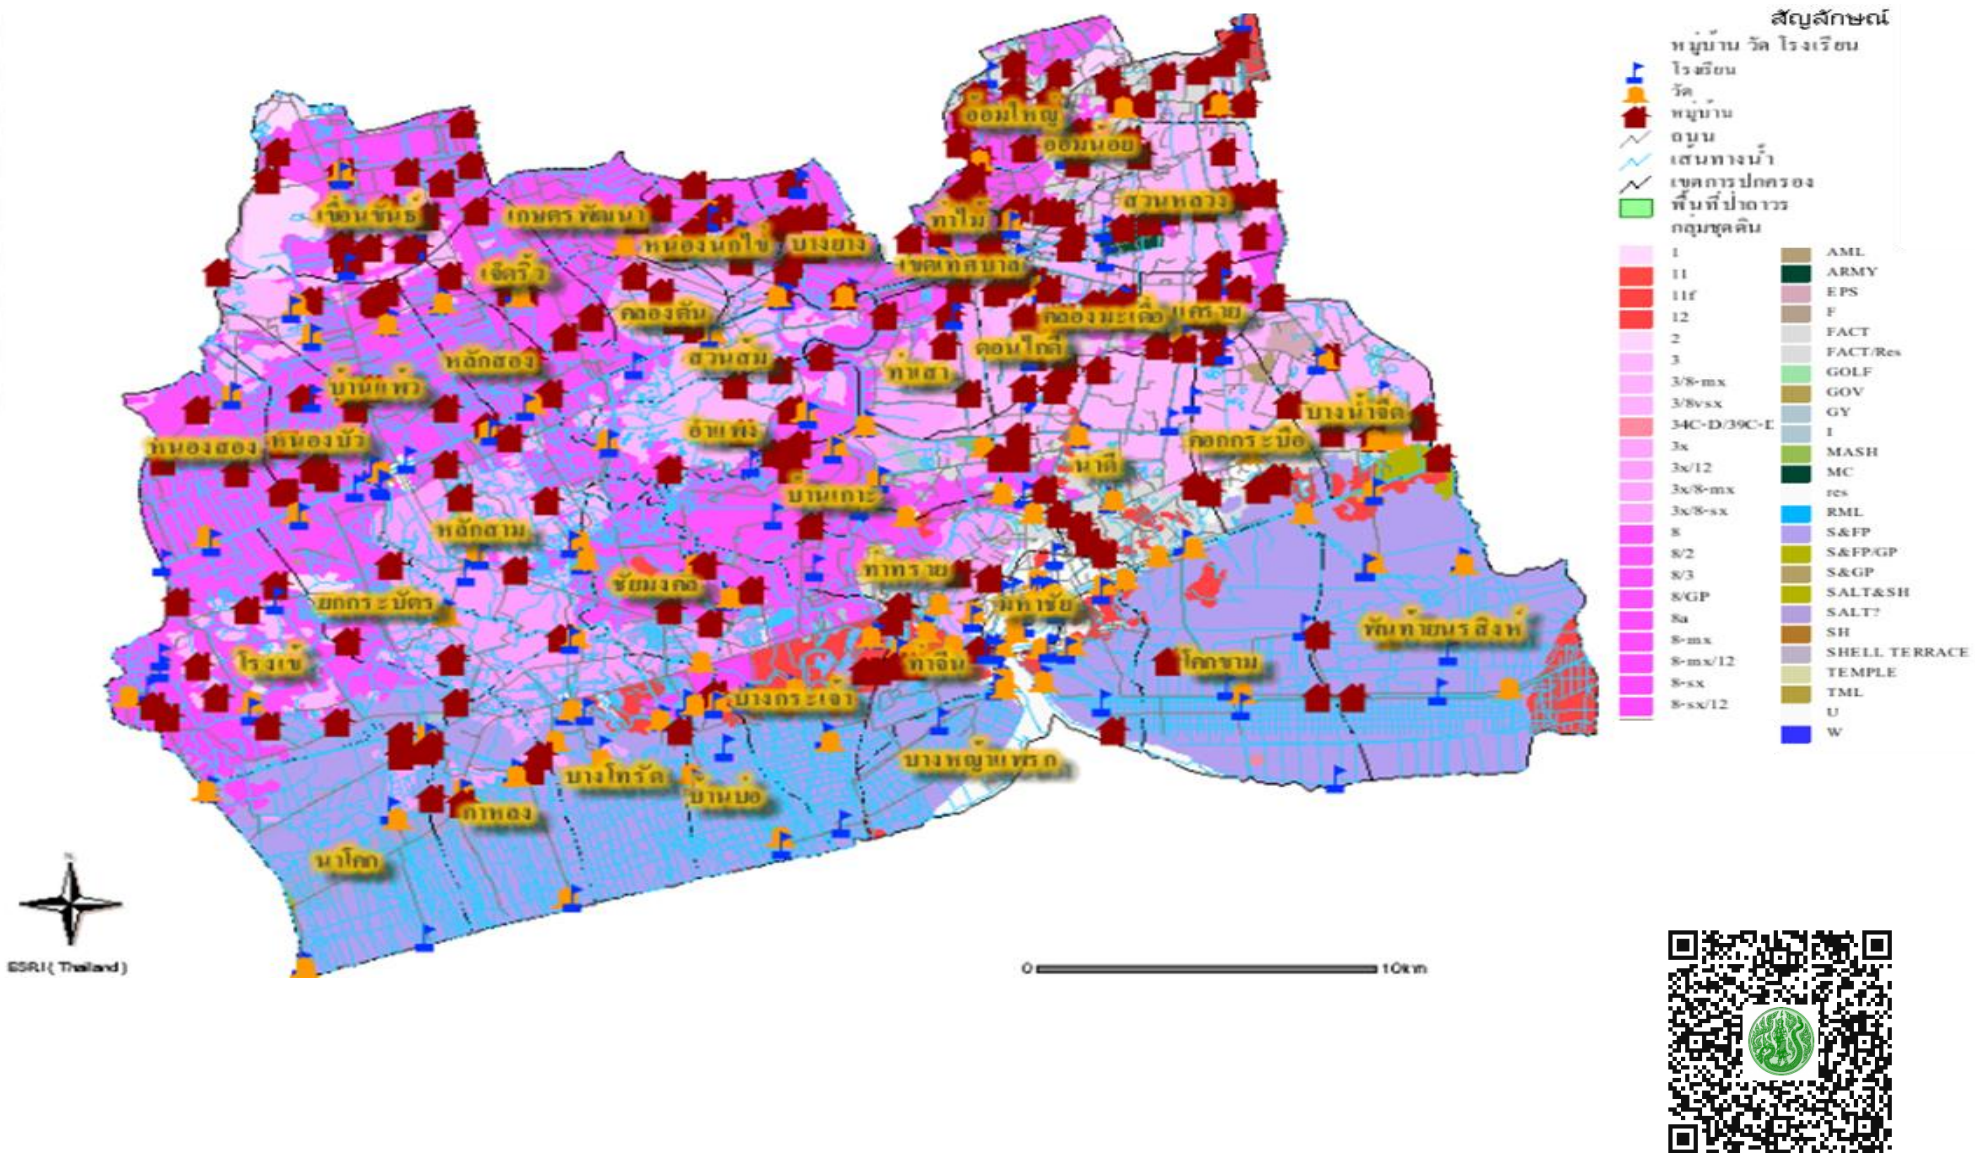 อ้อมใหญ่
อ้อมน้อย
สวนหลวง
ท่าไม้
เขตเทศบาล
เกษตรพัฒนา
หนองนกไข่
บางยาง
เจ็ดริ้ว
คลองตัน
คลองมะเดื่อ
แคราย
ดอนไก่ดี
สวนส้ม
ท่าเสา
หลักสอง
บ้านแพ้ว
อำแพง
บางน้ำจืด
คอกกระบือ
หนองสอง
หนองบัว
นาดี
บ้านเกาะ
หลักสาม
ท่าทราย
ชัยมงคล
ยกกระบัตร
มหาชัย
พันท้ายนรสิงห์
โรงเข้
ท่าจีน
โคกขาม
บางกระเจ้า
บางหญ้าแพรก
บางโทรัด
บ้านบ่อ
กาหลง
นาโคก
ESRI ( Thailand )
0
10km
สัญลักษณ์
หมู่บ้าน วัด โรงเรียน
โรงเรียน
วัด
หมู่บ้าน
ถนน
เส้นทางน้ำ
เขตการปกครอง
พื้นที่ป่าถาวร
กลุ่มชุดดิน
1
11
11f
12
2
3
3/8-mx
3/8vsx
34C-D/39C-E
3x
3x/12
3x/8-mx
3x/8-sx
8
8/2
8/3
8/GP
8a
8-mx
8-mx/12
8-sx
8-sx/12
AML
ARMY
EPS
F
FACT
FACT/Res
GOLF
GOV
GY
I
MASH
MC
res
RML
S&FP
S&FP/GP
S&GP
SALT&SH
SALT?
SH
SHELL TERRACE
TEMPLE
TML
U
W